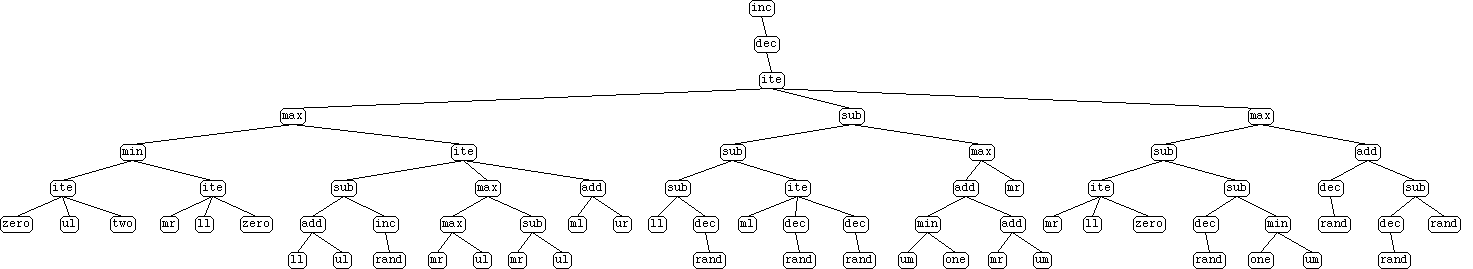 inc
dec
ite
max sub max
min ite sub max sub add
ite ite sub max add sub ite add mr ite sub dec sub
zero ul two mr ll zero add inc max sub ml ur ll dec ml dec dec min add mr ll zero dec min rand dec rand
ll ul rand mr ul mr ul rand rand rand um one mr um rand one um rand